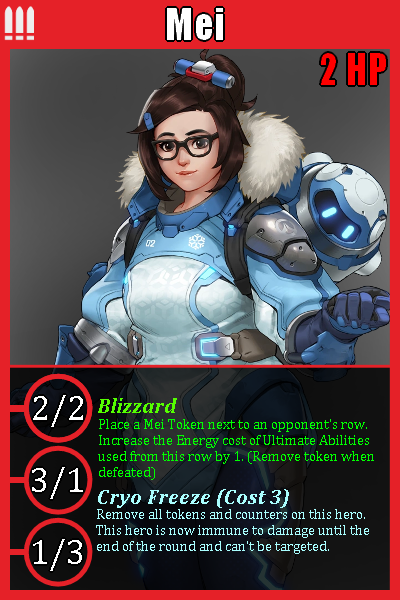 Mei
2 HP
02
2/2
3/1
1/3
Blizzard
Place a Mei Token next to an opponent's row.
Increase the Energy cost of Ultimate Abilities
used from this row by 1. (Remove token when
defeated)
Cryo Freeze (Cost 3)
Remove all tokens and counters on this hero.
This hero is now immune to damage until the
end of the round and can't be targeted.